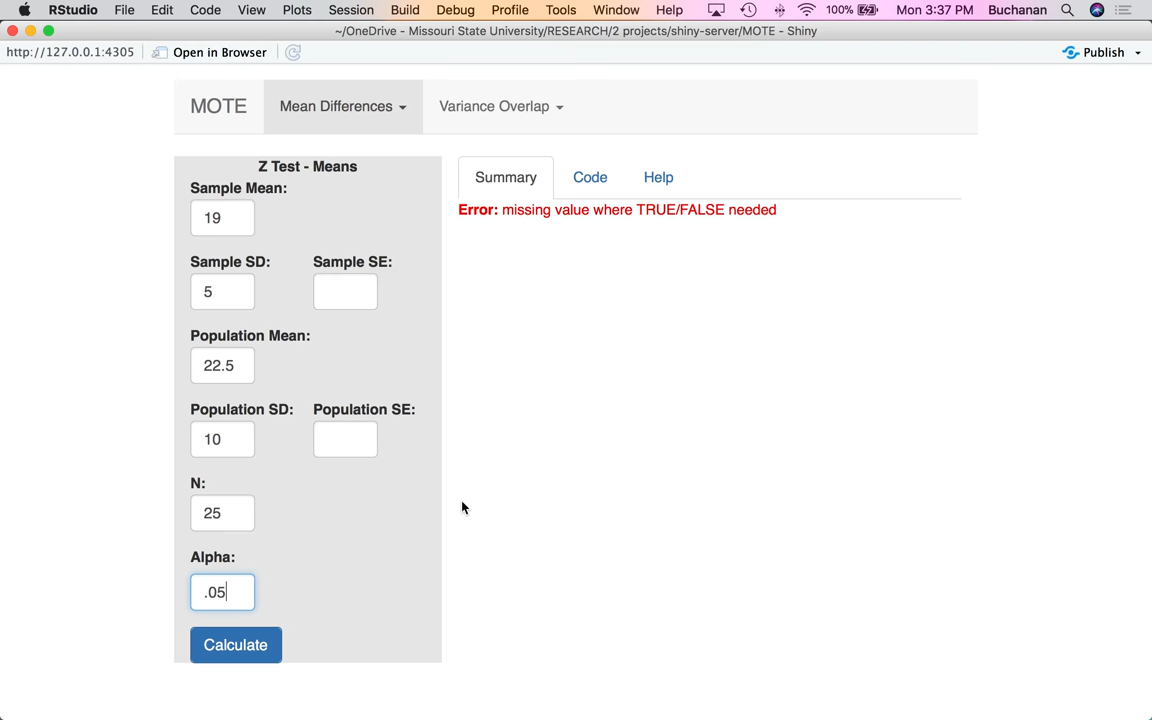 RStudio File Edit Code View Plots Session Build Debug Profile Tools Window Help 100% Mon 3:37 PM Buchanan
~/OneDrive - Missouri State University/RESEARCH/2 projects/shiny-server/MOTE - Shiny
http://127.0.0.1:4305 Open in Browser Publish
MOTE Mean Differences Variance Overlap
Z Test - Means
Sample Mean:
19
Sample SD: Sample SE:
5
Population Mean:
22.5
Population SD: Population SE:
10
N:
25
Alpha:
.05
Calculate
Summary Code Help
Error: missing value where TRUE/FALSE needed